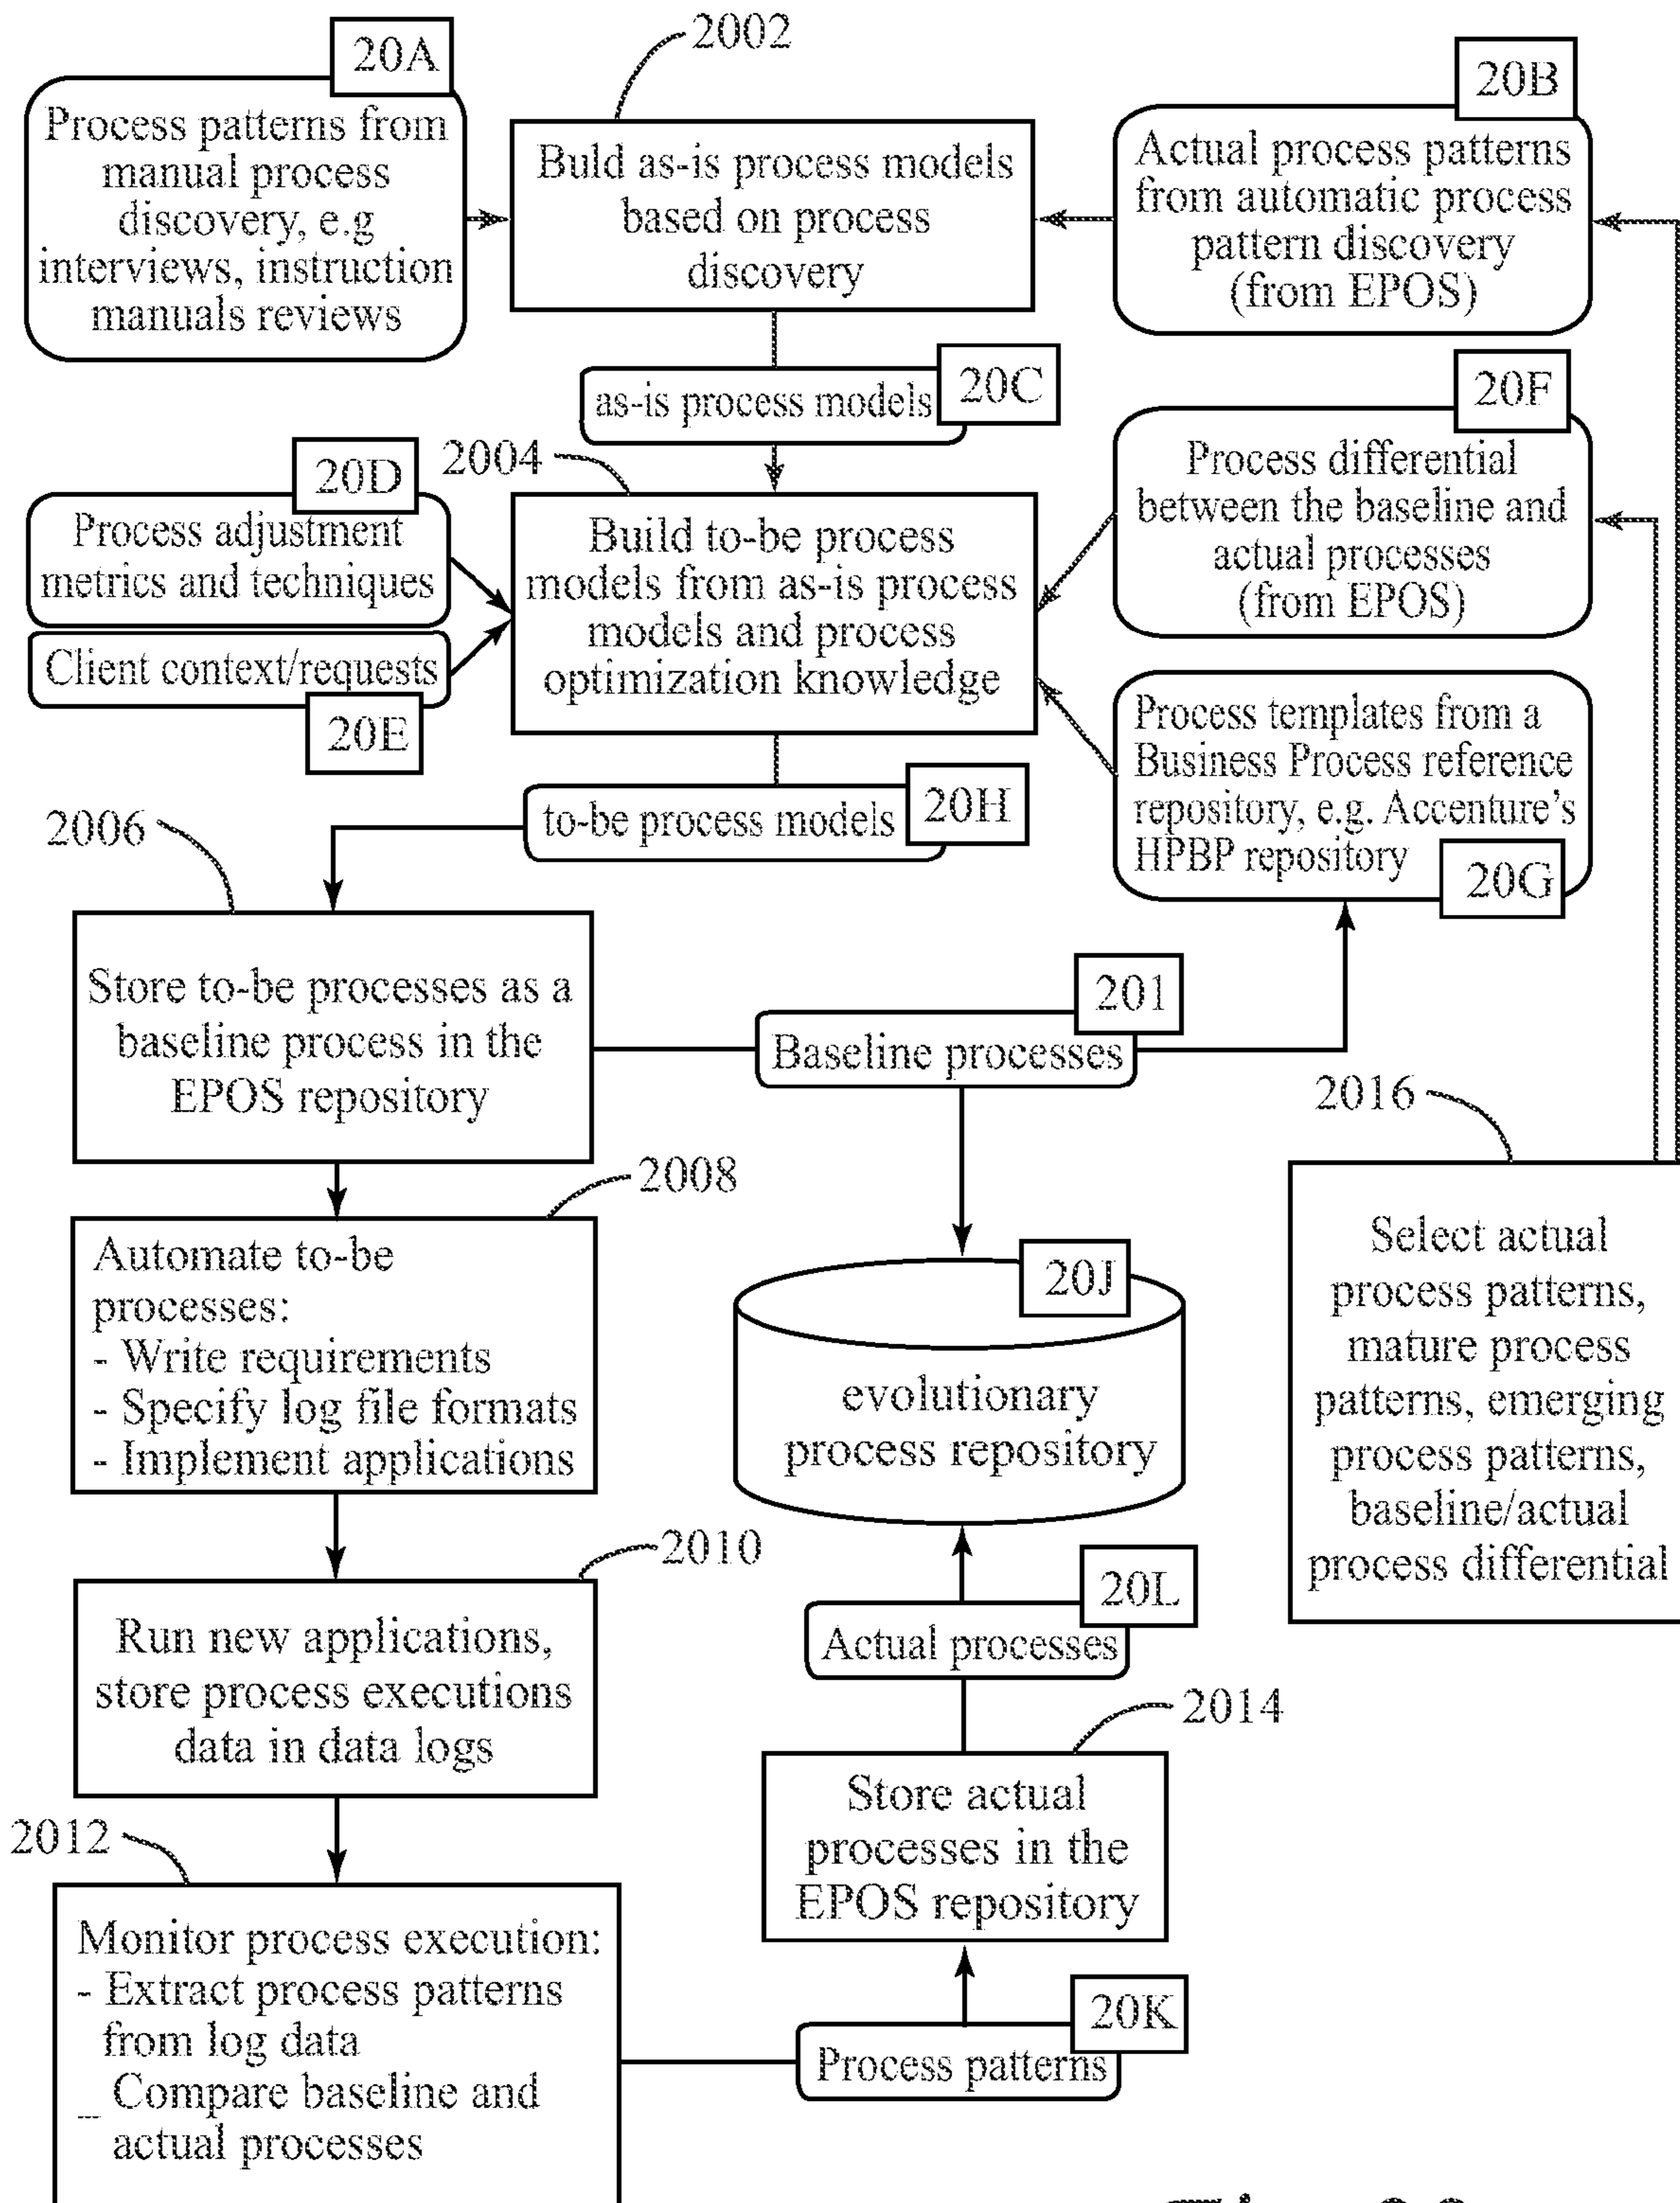 20A
2002
20B
Process patterns from
manual process
discovery, e.g
interviews, instruction
manuals reviews
Buld as-is process models
based on process
discovery
Actual process patterns
from automatic process
pattern discovery
(from EPOS)
as-is process models
20C
20F
20D
2004
Process adjustment
metrics and techniques
Client context/requests
20E
Build to-be process
models from as-is process
models and process
optimization knowledge
Process differential
between the baseline and
actual processes
(from EPOS)
Process templates from a
Business Process reference
repository, e.g. Accenture's
HPBP repository
20G
to-be process models
20H
2006
Store to-be processes as a
baseline process in the
EPOS repository
201
Baseline processes
2016
2008
Automate to-be
processes:
- Write requirements
- Specify log file formats
- Implement applications
20J
evolutionary
process repository
Select actual
process patterns,
mature process
patterns, emerging
process patterns,
baseline/actual
process differential
2010
Run new applications,
store process executions
data in data logs
20L
Actual processes
2014
Store actual
processes in the
EPOS repository
2012
Monitor process execution:
- Extract process patterns
from log data
- Compare baseline and
actual processes
20K
Process patterns